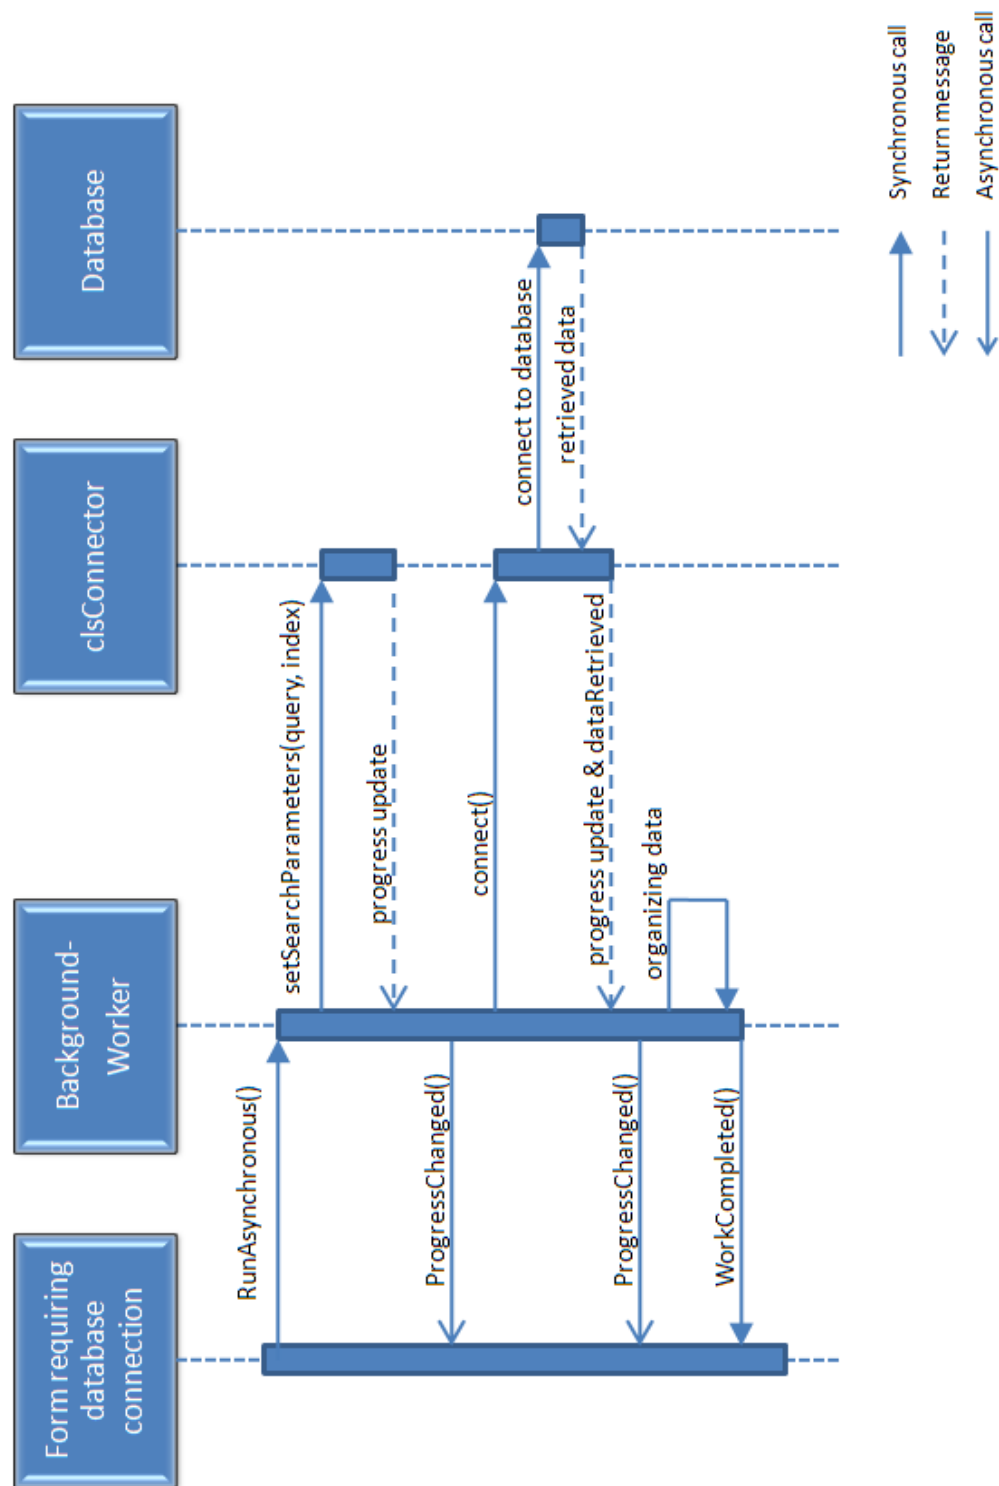 Form requiring
database
connection
Background-
Worker
clsConnector
Database
RunAsynchronous()
setSearchParameters(query, index)
progress update
ProgressChanged()
connect()
connect to database
retrieved data
progress update & dataRetrieved
ProgressChanged()
organizing data
WorkCompleted()
Synchronous call
Return message
Asynchronous call